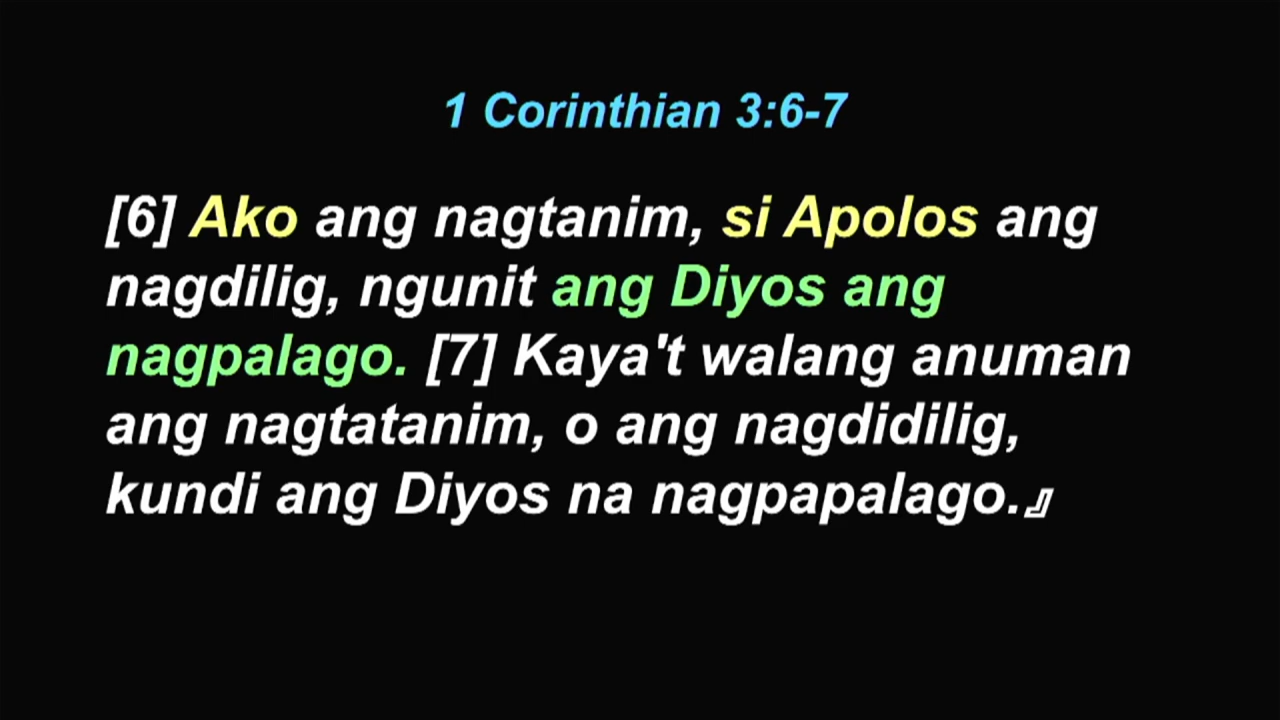 1 Corinthian 3:6-7
[6] Ako ang nagtanim, si Apolos ang
nagdilig, ngunit ang Diyos ang
nagpalago. [7] Kaya't walang anuman
ang nagtatanim, o ang nagdidilig,
kundi ang Diyos na nagpapalago.』